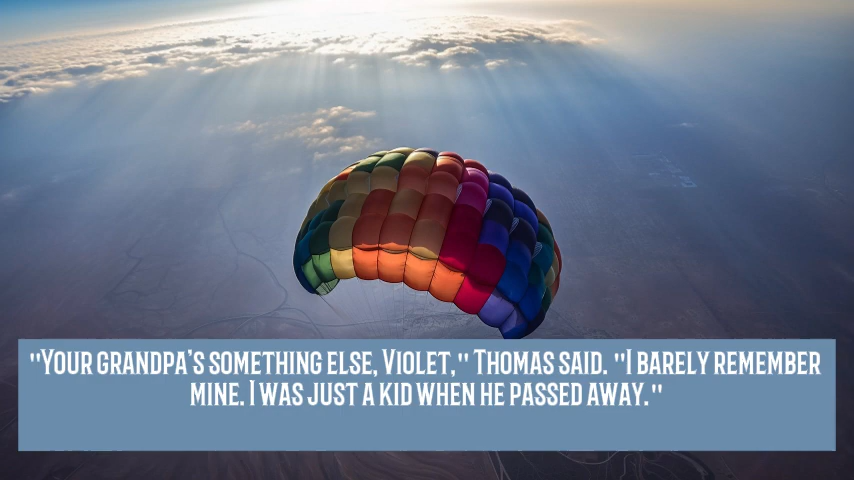 "Your grandpa's something else, Violet," Thomas said. "I barely remember
mine. I was just a kid when he passed away."